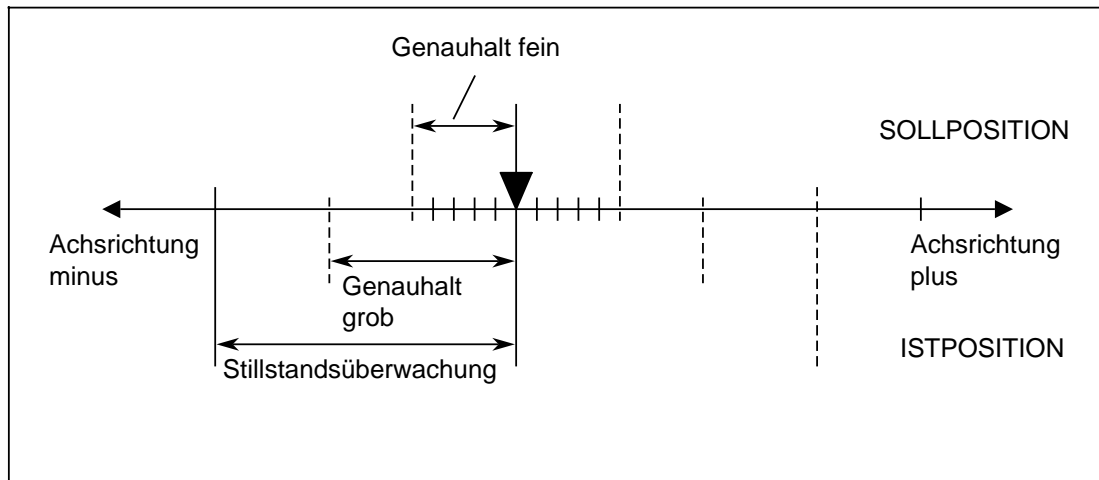 Genauhalt fein
SOLLPOSITION
Achsrichtung
minus
Achsrichtung
plus
Genauhalt
grob
ISTPOSITION
Stillstandsüberwachung